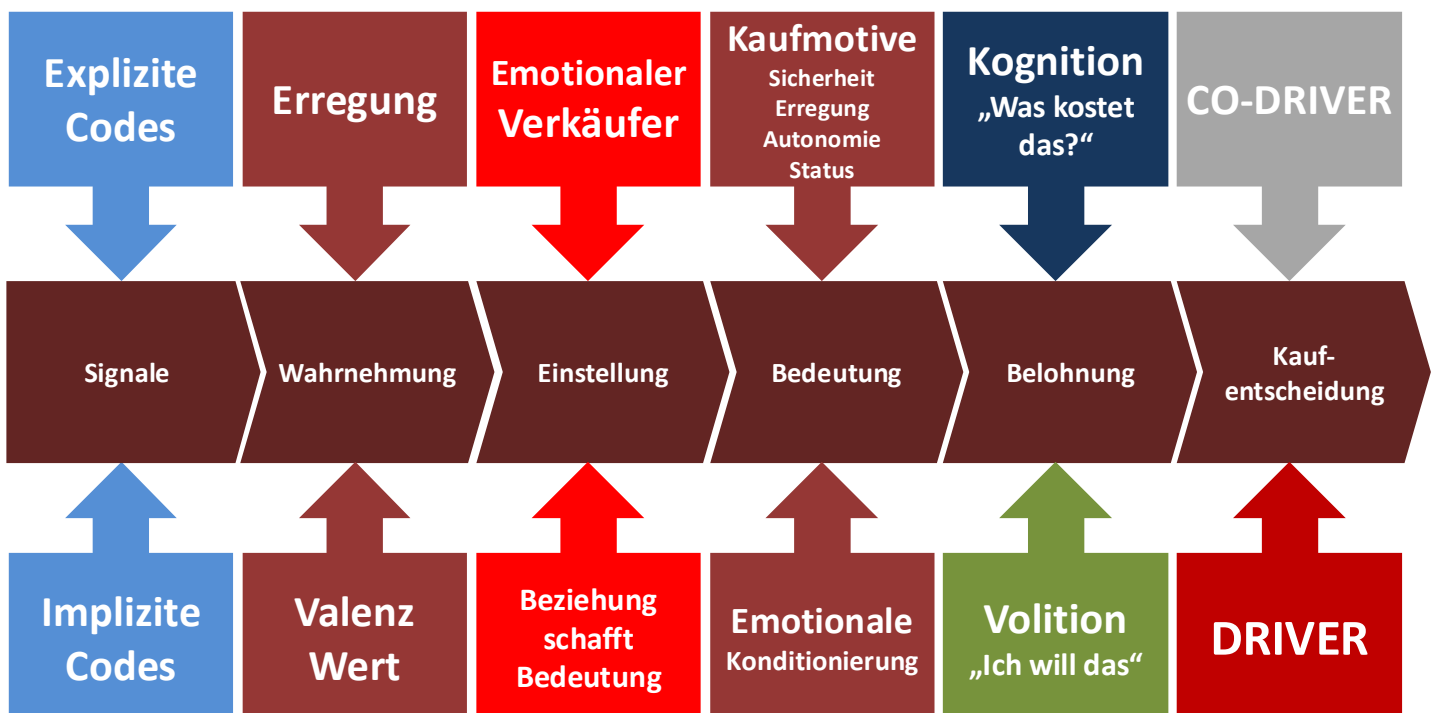 Explizite
Codes
Erregung
Emotionaler
Verkäufer
Kaufmotive
Sicherheit
Erregung
Autonomie
Status
Kognition
„Was kostet
das?“
CO-DRIVER
Signale
Wahrnehmung
Einstellung
Bedeutung
Belohnung
Kauf-
entscheidung
Implizite
Codes
Valenz
Wert
Beziehung
schafft
Bedeutung
Emotionale
Konditionierung
Volition
„Ich will das“
DRIVER